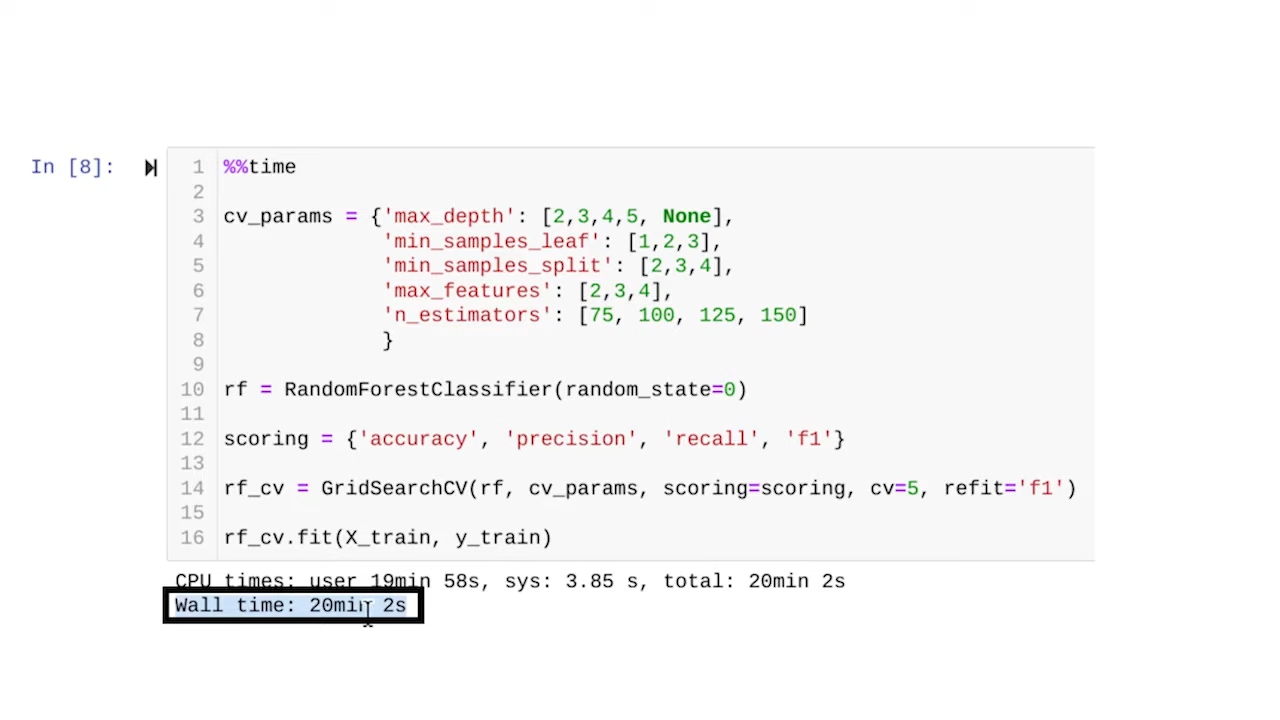 In [8]:
1 %%time
2
3 cv_params = {'max_depth': [2,3,4,5, None],
4 'min_samples_leaf': [1,2,3],
5 'min_samples_split': [2,3,4],
6 'max_features': [2,3,4],
7 'n_estimators': [75, 100, 125, 150]
8 }
9
10 rf = RandomForestClassifier(random_state=0)
11
12 scoring = {'accuracy', 'precision', 'recall', 'f1'}
13
14 rf_cv = GridSearchCV(rf, cv_params, scoring=scoring, cv=5, refit='f1')
15
16 rf_cv.fit(X_train, y_train)
CPU times: user 19min 58s, sys: 3.85 s, total: 20min 2s
Wall time: 20min 2s